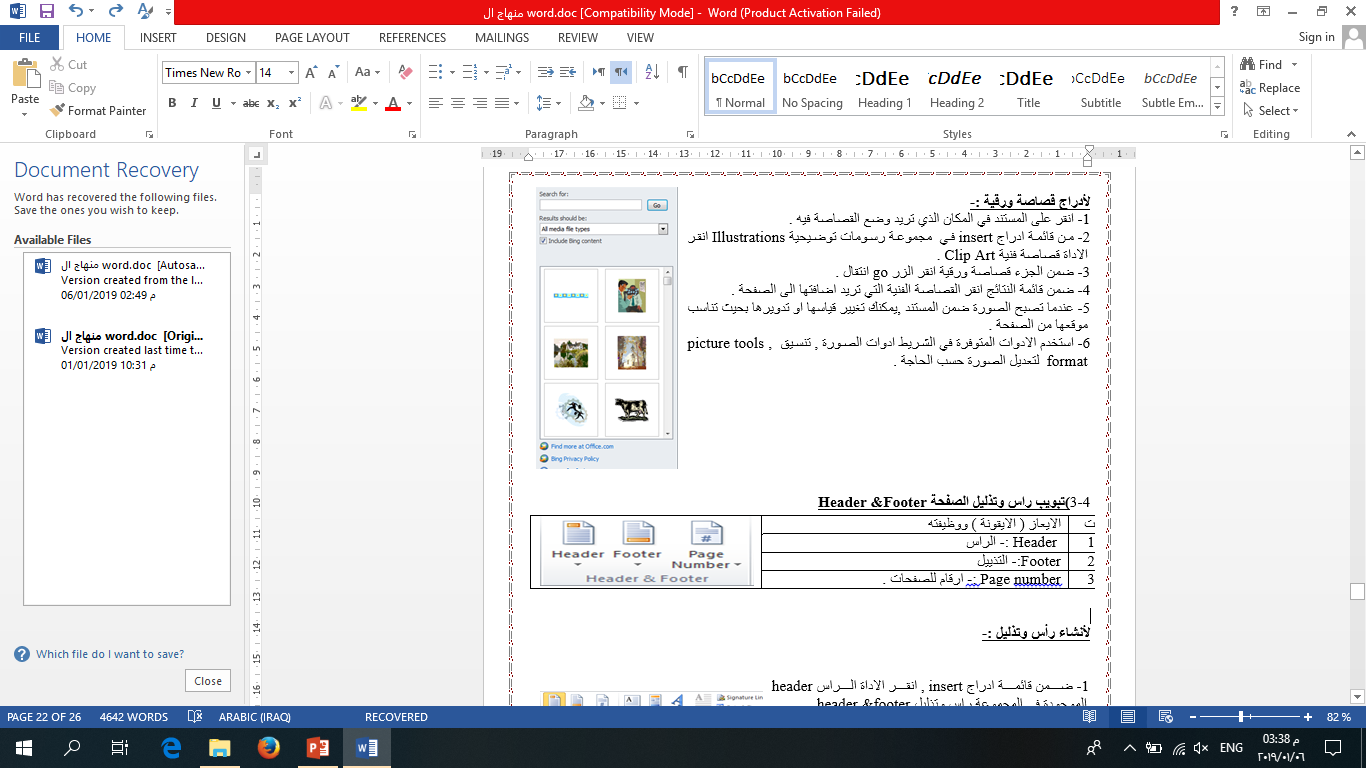 منهاج ال word.doc [Compatibility Mode] - Word (Product Activation Failed)
FILE HOME INSERT DESIGN PAGE LAYOUT REFERENCES MAILINGS REVIEW VIEW Sign in
Paste
Cut
Copy
Format Painter
Clipboard
Times New Ro 14
Font
Paragraph
¶ Normal
No Spacing
Heading 1
Heading 2
Title
Subtitle
Subtle Em...
Styles
Find
Replace
Select
Editing
Document Recovery
Word has recovered the following files.
Save the ones you wish to keep.
Available Files
منهاج ال word.doc [Autosa...
Version created from the l...
06/01/2019 02:49 م
منهاج ال word.doc [Origi...
Version created last time t...
01/01/2019 10:31 م
Which file do I want to save?
Close
لأدراج قصاصة ورقية :-
1- انقر على المستند في المكان الذي تريد وضع القصاصة فيه .
2- من قائمة ادراج insert في مجموعة رسومات توضيحية Illustrations انقر
الاداة قصاصة فنية Clip Art .
3- ضمن الجزء قصاصة ورقية انقر الزر go انتقال .
4- ضمن قائمة النتائج انقر القصاصة الفنية التي تريد اضافتها الى الصفحة .
5- عندما تصبح الصورة ضمن المستند ,يمكنك تغيير قياسها او تدويرها بحيث تناسب
موقعها من الصفحة .
6- استخدم الادوات المتوفرة في الشريط ادوات الصورة , تنسيق , picture tools
format لتعديل الصورة حسب الحاجة .
Search for:
Go
Results should be:
All media file types
Include Bing content
Find more at Office.com
Bing Privacy Policy
3-4)تبويب راس وتذليل الصفحة Header &Footer
ت الايعاز ( الايقونة ) ووظيفته
1 Header :- الراس
2 Footer:- التذييل
3 Page number :- ارقام للصفحات .
Header Footer Page Number
Header & Footer
لأنشاء رأس وتذليل :-
1- ضمن قائمة ادراج insert , انقر الاداة الراس header
الموجودة في المجموعة راس وتذليل header &footer
Signature Lin
PAGE 22 OF 26 4642 WORDS ARABIC (IRAQ) RECOVERED 82 %
ENG
03:38 م
٢٠١٩/٠١/٠٦